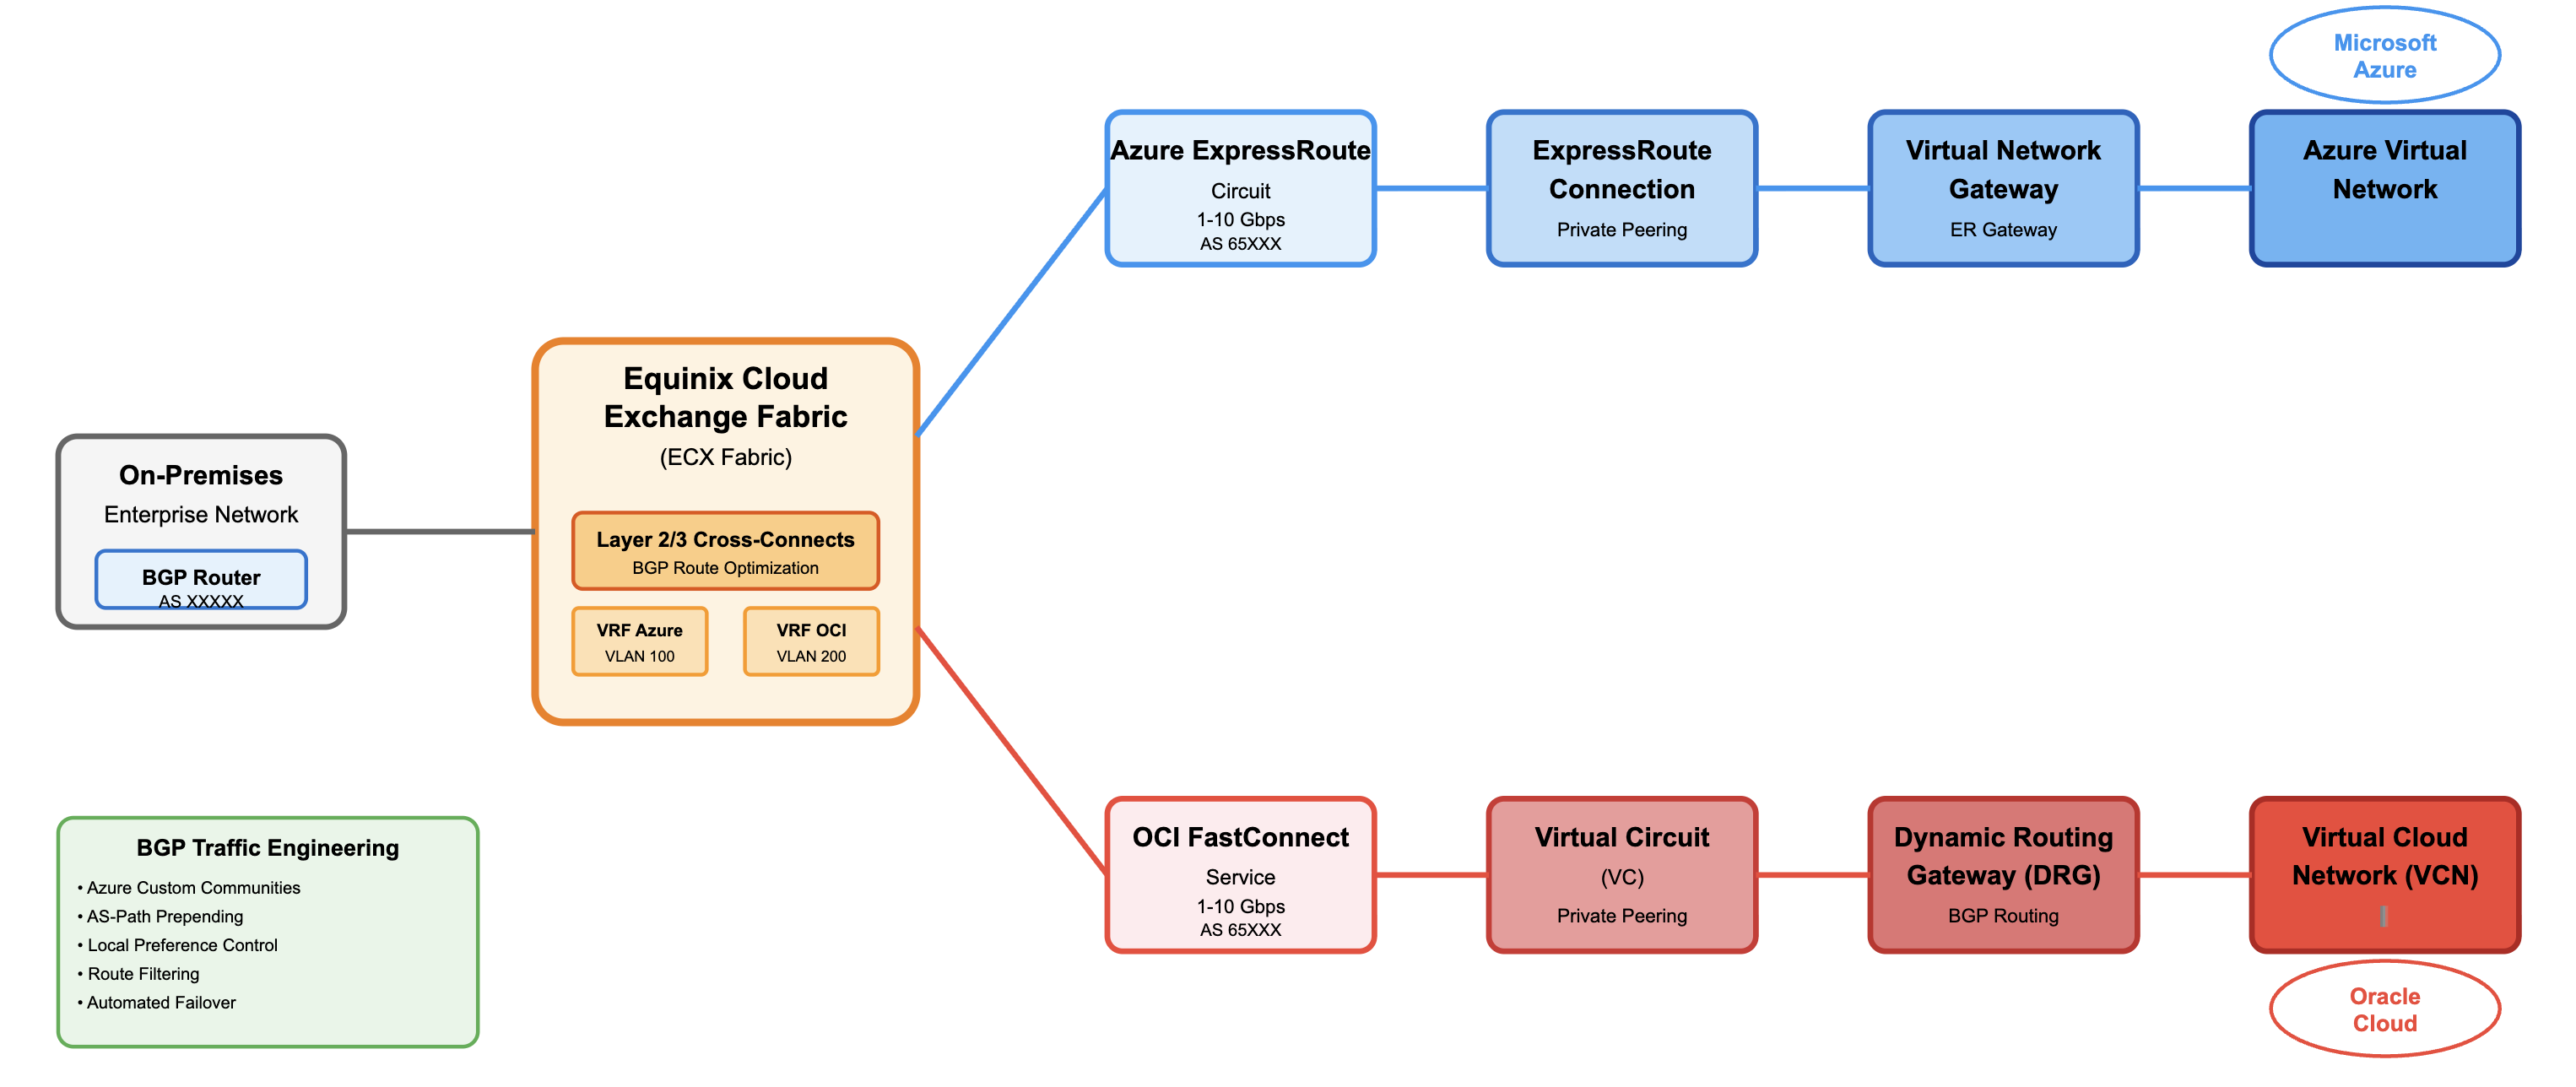 Microsoft
Azure
Azure ExpressRoute
Circuit
1-10 Gbps
AS 65XXX
ExpressRoute
Connection
Private Peering
Virtual Network
Gateway
ER Gateway
Azure Virtual
Network
Equinix Cloud
Exchange Fabric
(ECX Fabric)
Layer 2/3 Cross-Connects
BGP Route Optimization
VRF Azure
VLAN 100
VRF OCI
VLAN 200
On-Premises
Enterprise Network
BGP Router
AS XXXXX
BGP Traffic Engineering
• Azure Custom Communities
• AS-Path Prepending
• Local Preference Control
• Route Filtering
• Automated Failover
OCI FastConnect
Service
1-10 Gbps
AS 65XXX
Virtual Circuit
(VC)
Private Peering
Dynamic Routing
Gateway (DRG)
BGP Routing
Virtual Cloud
Network (VCN)
Oracle
Cloud